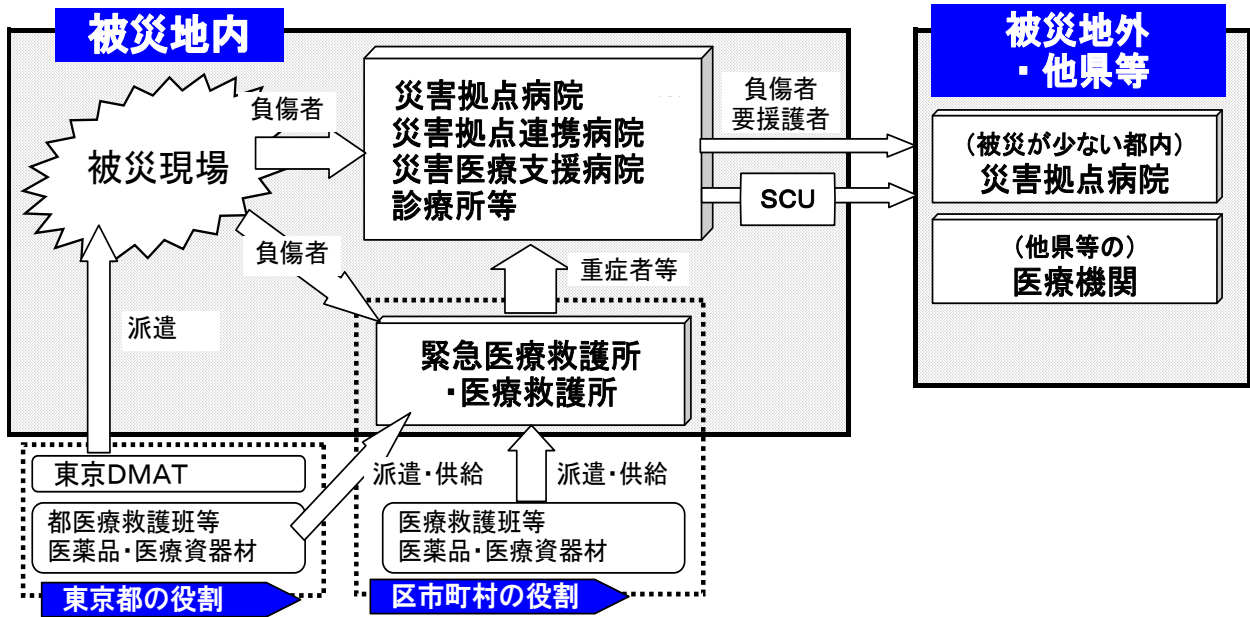 被災地内
被災地外
・他県等
負傷者
災害拠点病院
災害拠点連携病院
災害医療支援病院
診療所等
負傷者
要援護者
被災現場
(被災が少ない都内)
災害拠点病院
SCU
負傷者
重症者等
(他県等の)
医療機関
派遣
緊急医療救護所
・医療救護所
東京DMAT
派遣・供給
派遣・供給
都医療救護班等
医薬品・医療資器材
医療救護班等
医薬品・医療資器材
東京都の役割
区市町村の役割